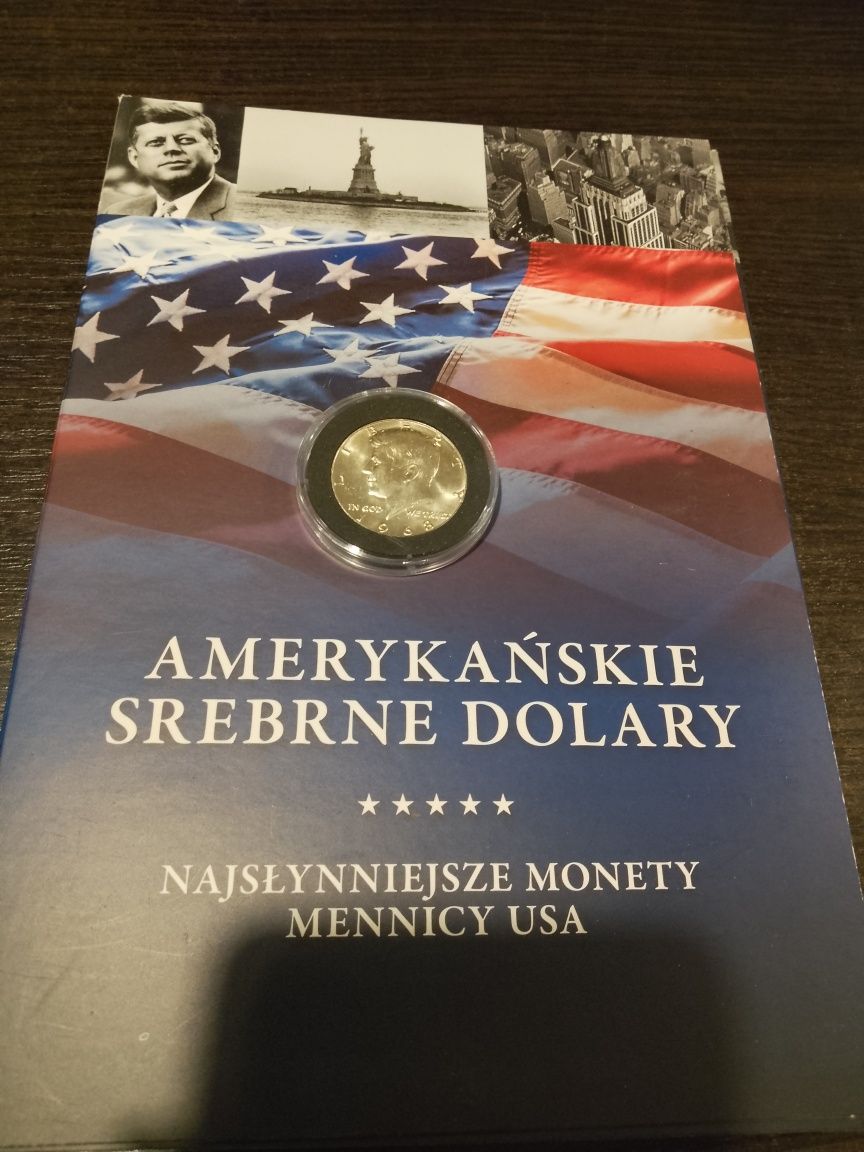 LIBERTY
IN GOD WE TRUST
1968
AMERYKAŃSKIE
SREBRNE DOLARY
NAJSŁYNNIEJSZE MONETY
MENNICY USA